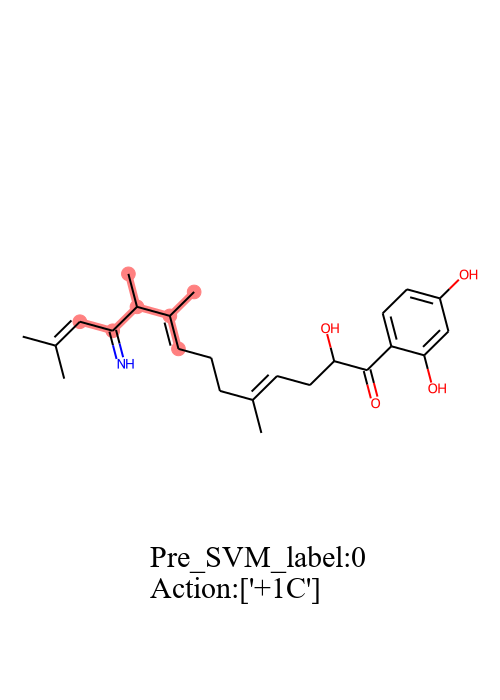 OH
OH
NH
OH
O
Pre_SVM_label:0
Action:['+1C']